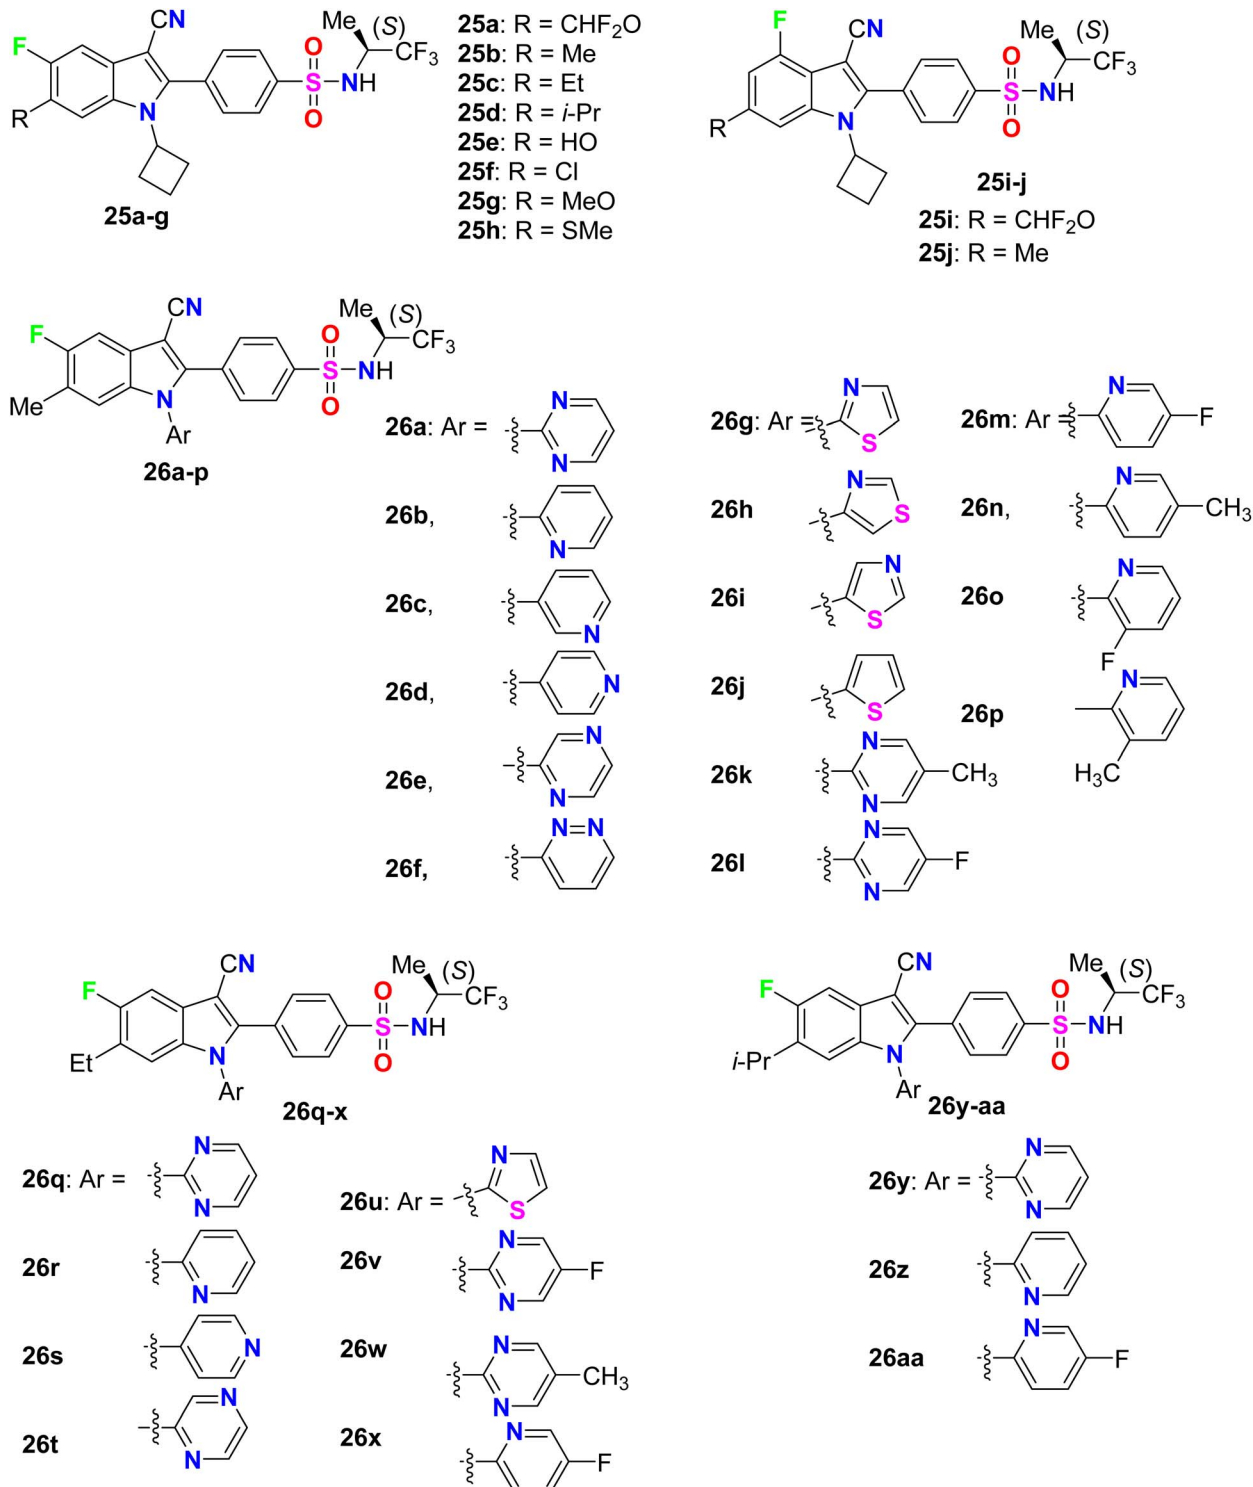 CN
F
R
N
O
S
O
NH
Me
(S)
CF3
25a-g
25a: R = CHF2O
25b: R = Me
25c: R = Et
25d: R = i-Pr
25e: R = HO
25f: R = Cl
25g: R = MeO
25h: R = SMe
F
CN
R
N
O
S
O
NH
Me
(S)
CF3
25i-j
25i: R = CHF2O
25j: R = Me
CN
F
Me
N
Ar
O
S
O
NH
Me
(S)
CF3
26a-p
26a: Ar =
N
N
26b,
N
26c,
N
26d,
N
26e,
N
N
26f,
N=N
26g: Ar =
N
S
26h
N
S
26i
N
S
26j
S
26k
N
N
CH3
26l
N
N
F
26m: Ar =
N
F
26n,
N
CH3
26o
N
F
26p
N
H3C
CN
F
Et
N
Ar
O
S
O
NH
Me
(S)
CF3
26q-x
26q: Ar =
N
N
26r
N
26s
N
26t
N
N
26u: Ar =
N
S
26v
N
N
F
26w
N
N
CH3
26x
N
F
CN
F
i-Pr
N
Ar
O
S
O
NH
Me
(S)
CF3
26y-aa
26y: Ar =
N
N
26z
N
26aa
N
F